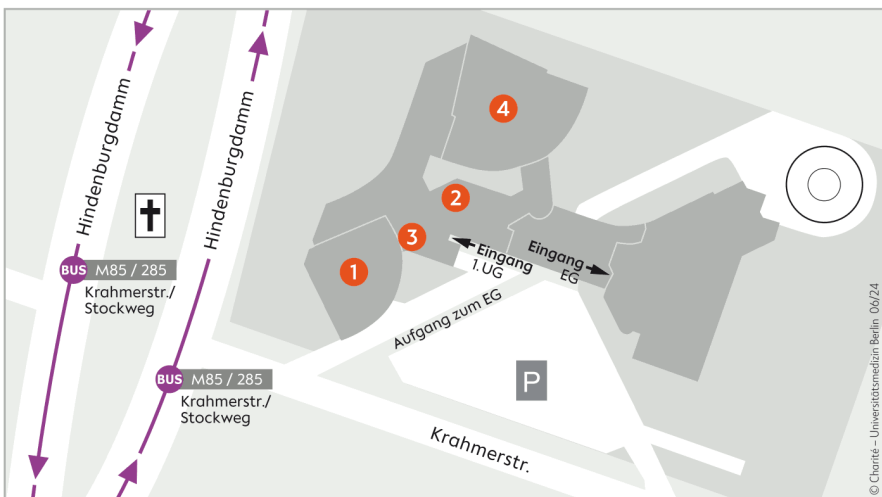 Hindenburgdamm
Hindenburgdamm
4
2
3
1
Eingang
1.UG
Eingang
EG
Aufgang zum EG
BUS M85 / 285
Krahmerstr./
Stockweg
BUS M85 / 285
Krahmerstr./
Stockweg
P
Krahmerstr.
© Charité – Universitätsmedizin Berlin 06/24